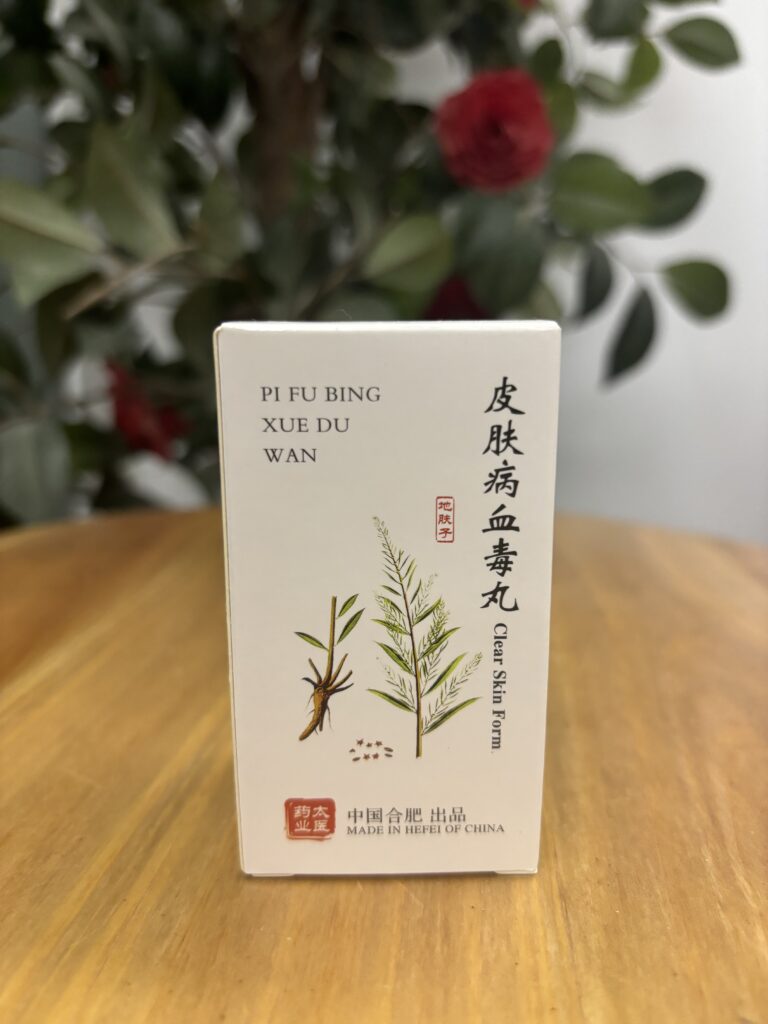 PI FU BING
XUE DU
WAN
皮肤病血毒丸
Clear Skin Form.
地肤子
太医
药业
中国合肥 出品
MADE IN HEFEI OF CHINA